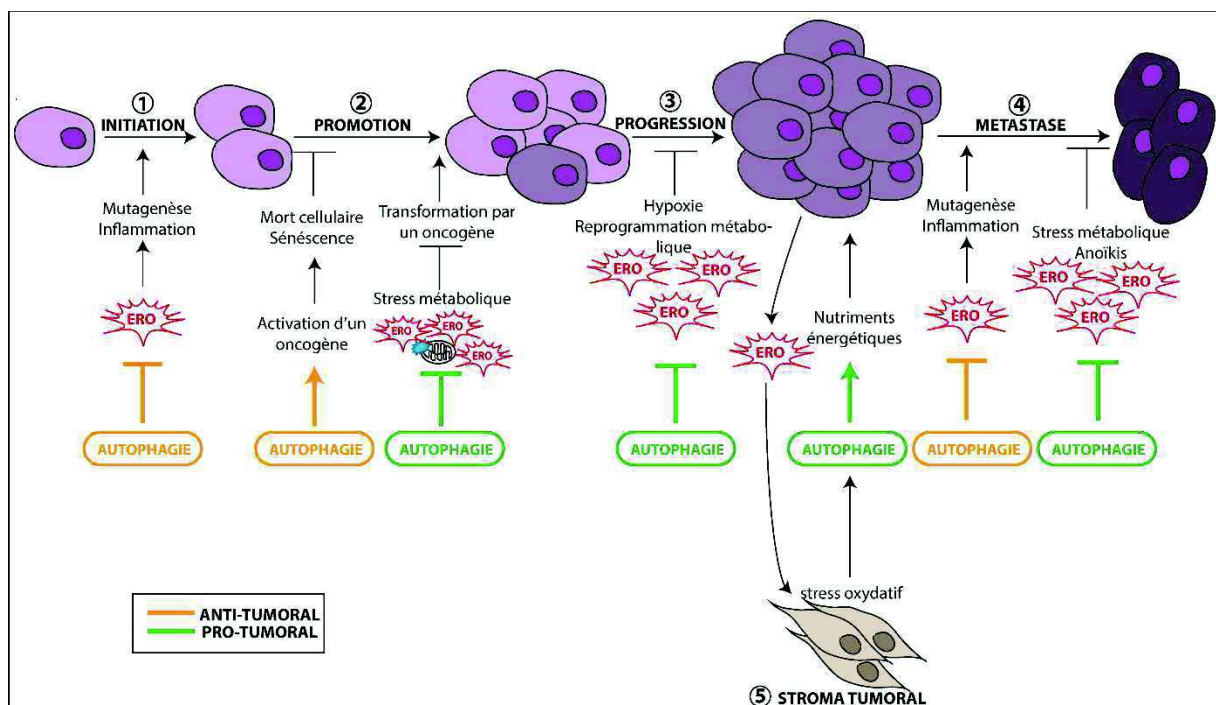 ①
INITIATION
Mutagenèse
Inflammation
ERO
AUTOPHAGIE
②
PROMOTION
Mort cellulaire
Sénéscence
Activation d'un
oncogène
AUTOPHAGIE
Transformation par
un oncogène
Stress métabolique
ERO
ERO
ERO
AUTOPHAGIE
③
PROGRESSION
Hypoxie
Reprogrammation métabo-
lique
ERO
ERO
ERO
AUTOPHAGIE
ERO
Nutriments
énergétiques
AUTOPHAGIE
④
METASTASE
Mutagenèse
Inflammation
ERO
AUTOPHAGIE
Stress métabolique
Anoïkis
ERO
ERO
ERO
AUTOPHAGIE
stress oxydatif
⑤ STROMA TUMORAL
ANTI-TUMORAL
PRO-TUMORAL